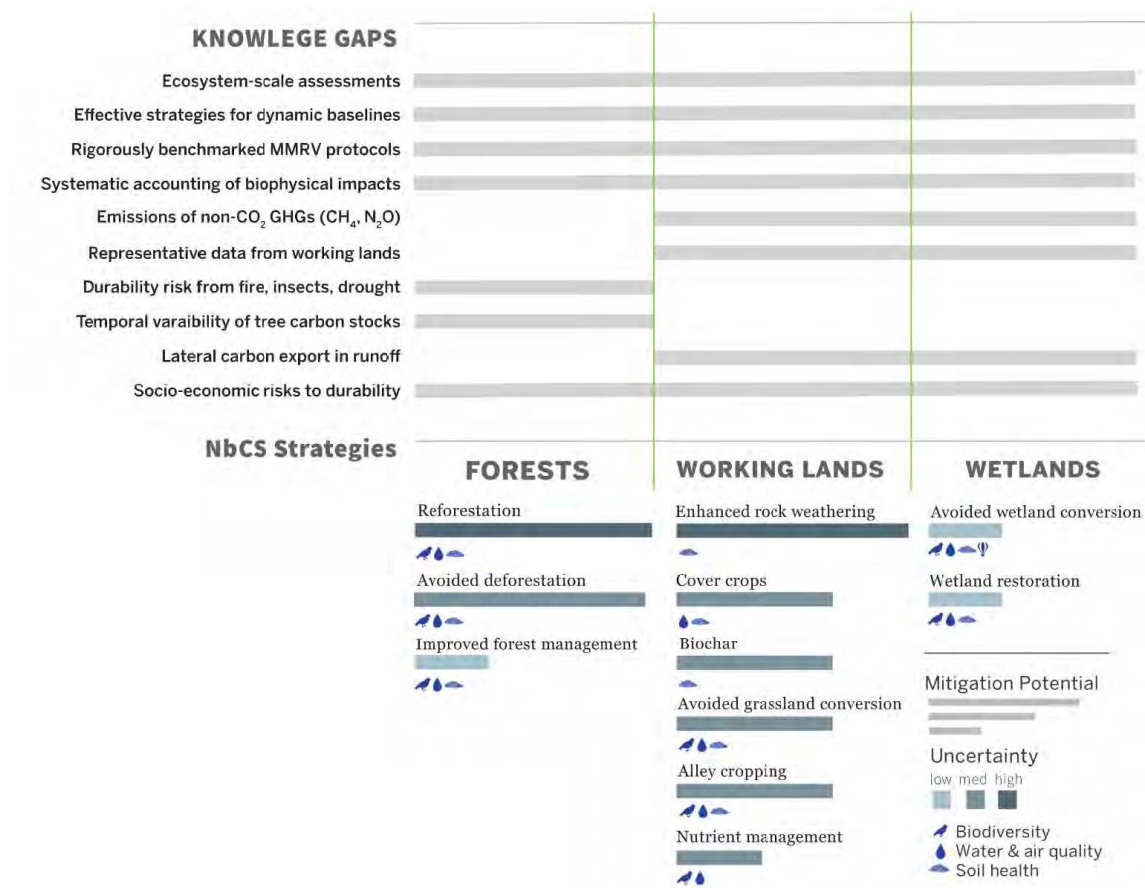 KNOWLEGE GAPS
Ecosystem-scale assessments
Effective strategies for dynamic baselines
Rigorously benchmarked MMRV protocols
Systematic accounting of biophysical impacts
Emissions of non-CO₂ GHGs (CH₄, N₂O)
Representative data from working lands
Durability risk from fire, insects, drought
Temporal varaibility of tree carbon stocks
Lateral carbon export in runoff
Socio-economic risks to durability
NbCS Strategies
FORESTS
Reforestation
Avoided deforestation
Improved forest management
WORKING LANDS
Enhanced rock weathering
Cover crops
Biochar
Avoided grassland conversion
Alley cropping
Nutrient management
WETLANDS
Avoided wetland conversion
Wetland restoration
Mitigation Potential
Uncertainty
low med high
Biodiversity
Water & air quality
Soil health